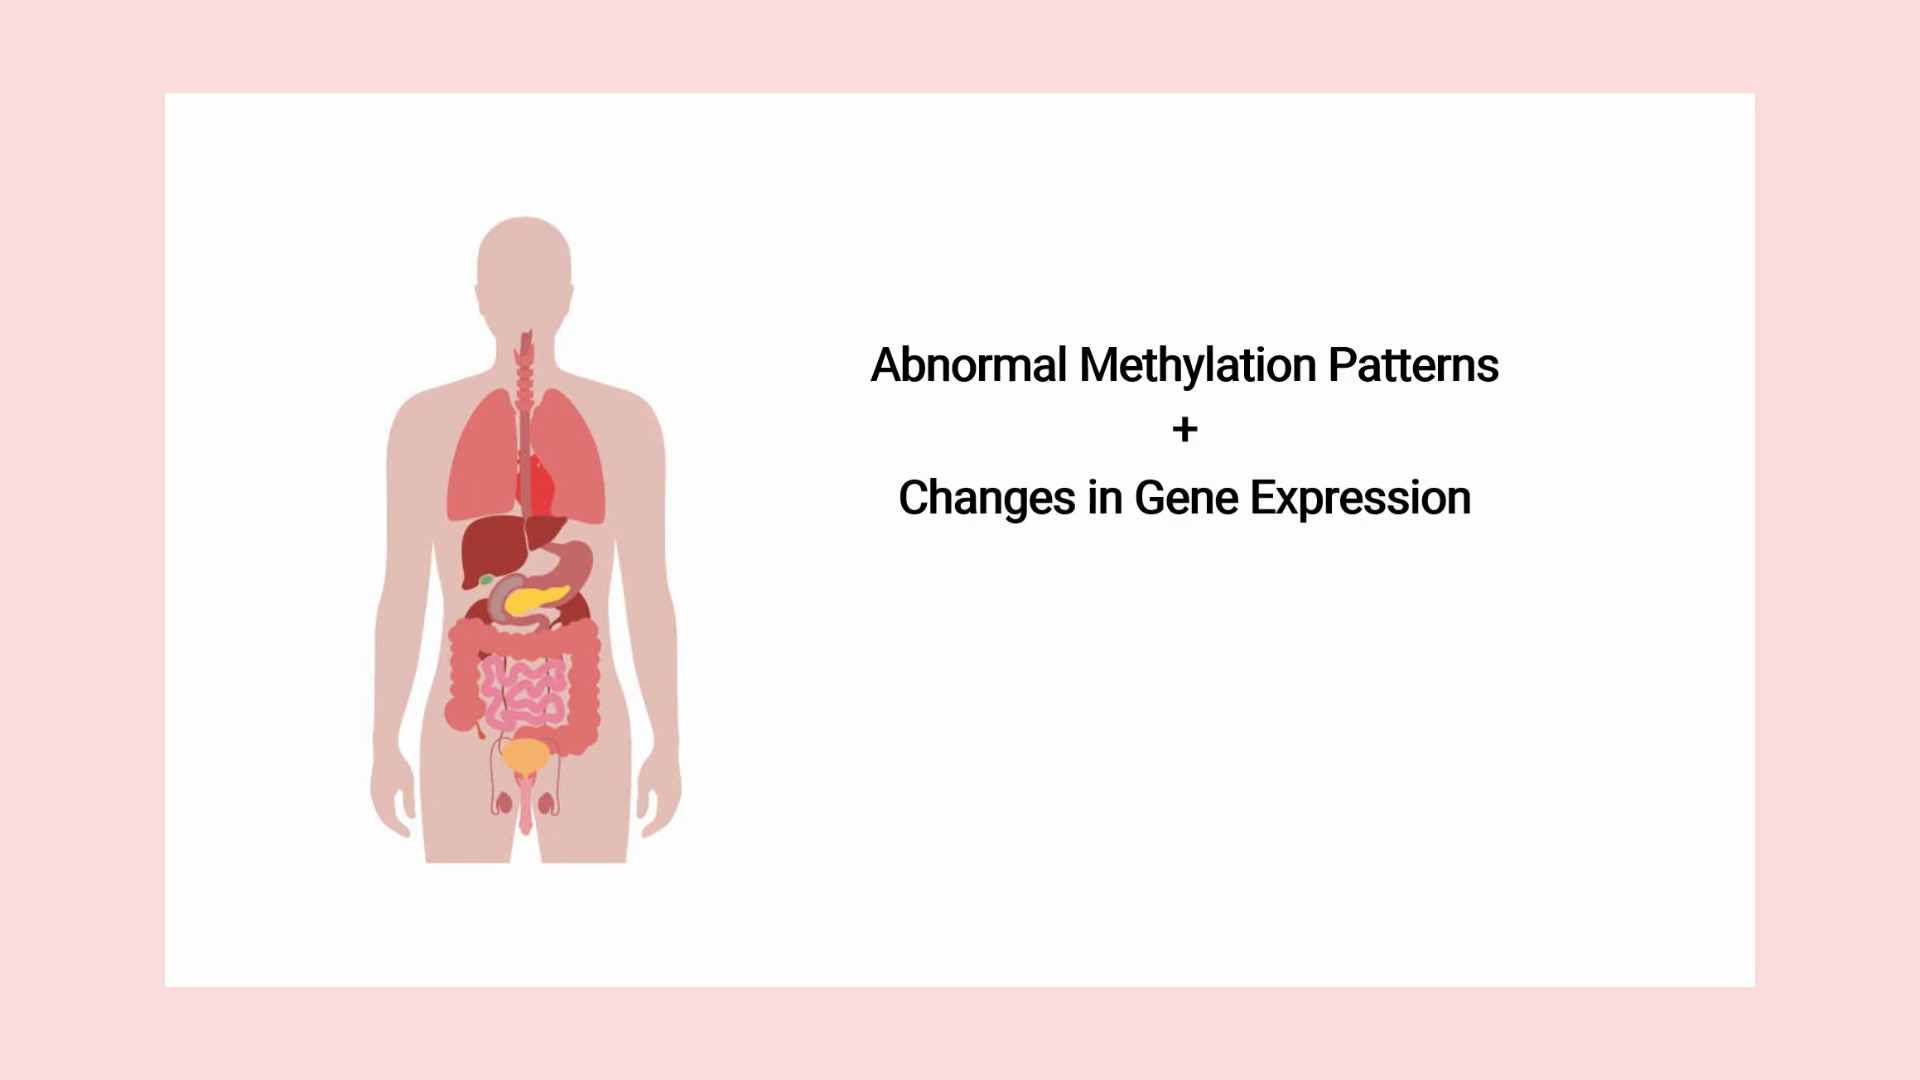 Abnormal Methylation Patterns
+
Changes in Gene Expression